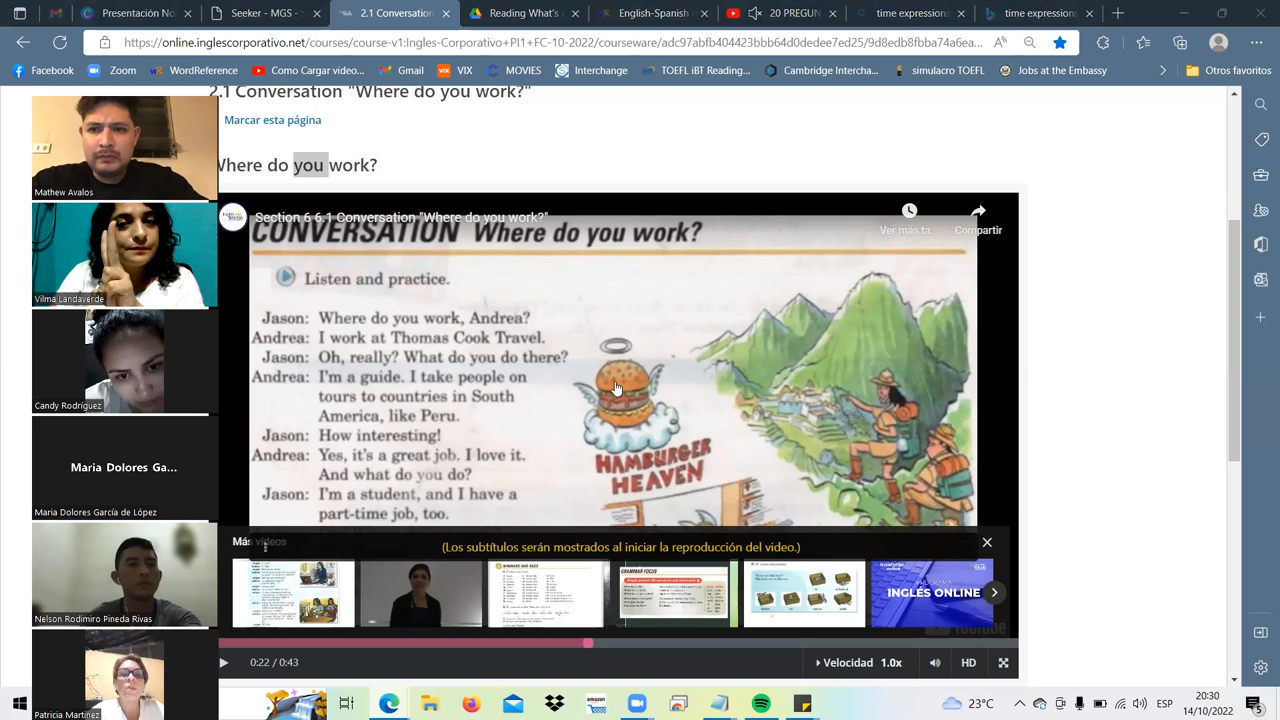 Session 5 - MGS -
2.1 Conversation "Where d
Reading What's i
English-Spanish
20 PREGUN
time expressions
time expressions
https://online.inglescorporativo.net/courses/course-v1:Ingles-Corporativo+PI1+FC-10-2022/courseware/adc97abfb404423bbb64d0dedee7ed25/9d8edb8fbba74a6ea...
Facebook
Zoom
WordReference
Como Cargar video...
Gmail
VIX
MOVIES
Interchange
TOEFL iBT Reading...
Cambridge Intercha...
simulacro TOEFL
Jobs at the Embassy
Otros favoritos
2.1 Conversation "Where do you work?"
Marcar esta página
Where do you work?
Section 6 6.1 Conversation "Where do you work?"
Ver más ta...
Compartir
CONVERSATION Where do you work?
Listen and practice.
Jason: Where do you work, Andrea?
Andrea: I work at Thomas Cook Travel.
Jason: Oh, really? What do you do there?
Andrea: I'm a guide. I take people on
tours to countries in South
America, like Peru.
Jason: How interesting!
Andrea: Yes, it's a great job. I love it.
And what do you do?
Jason: I'm a student, and I have a
part-time job, too.
HAMBURGER
HEAVEN
Más vídeos
(Los subtítulos serán mostrados al iniciar la reproducción del video.)
GRAMMAR FOCUS
INGLES ONLINE
YouTube
0:22 / 0:43
Velocidad 1.0x
HD
Mathew Avalos
Vilma Landaverde
Candy Rodríguez
Maria Dolores Ga...
Maria Dolores García de López
Nelson Rodimiro Pineda Rivas
Patricia Martínez
amazon
23°C
ESP
20:30
14/10/2022
5